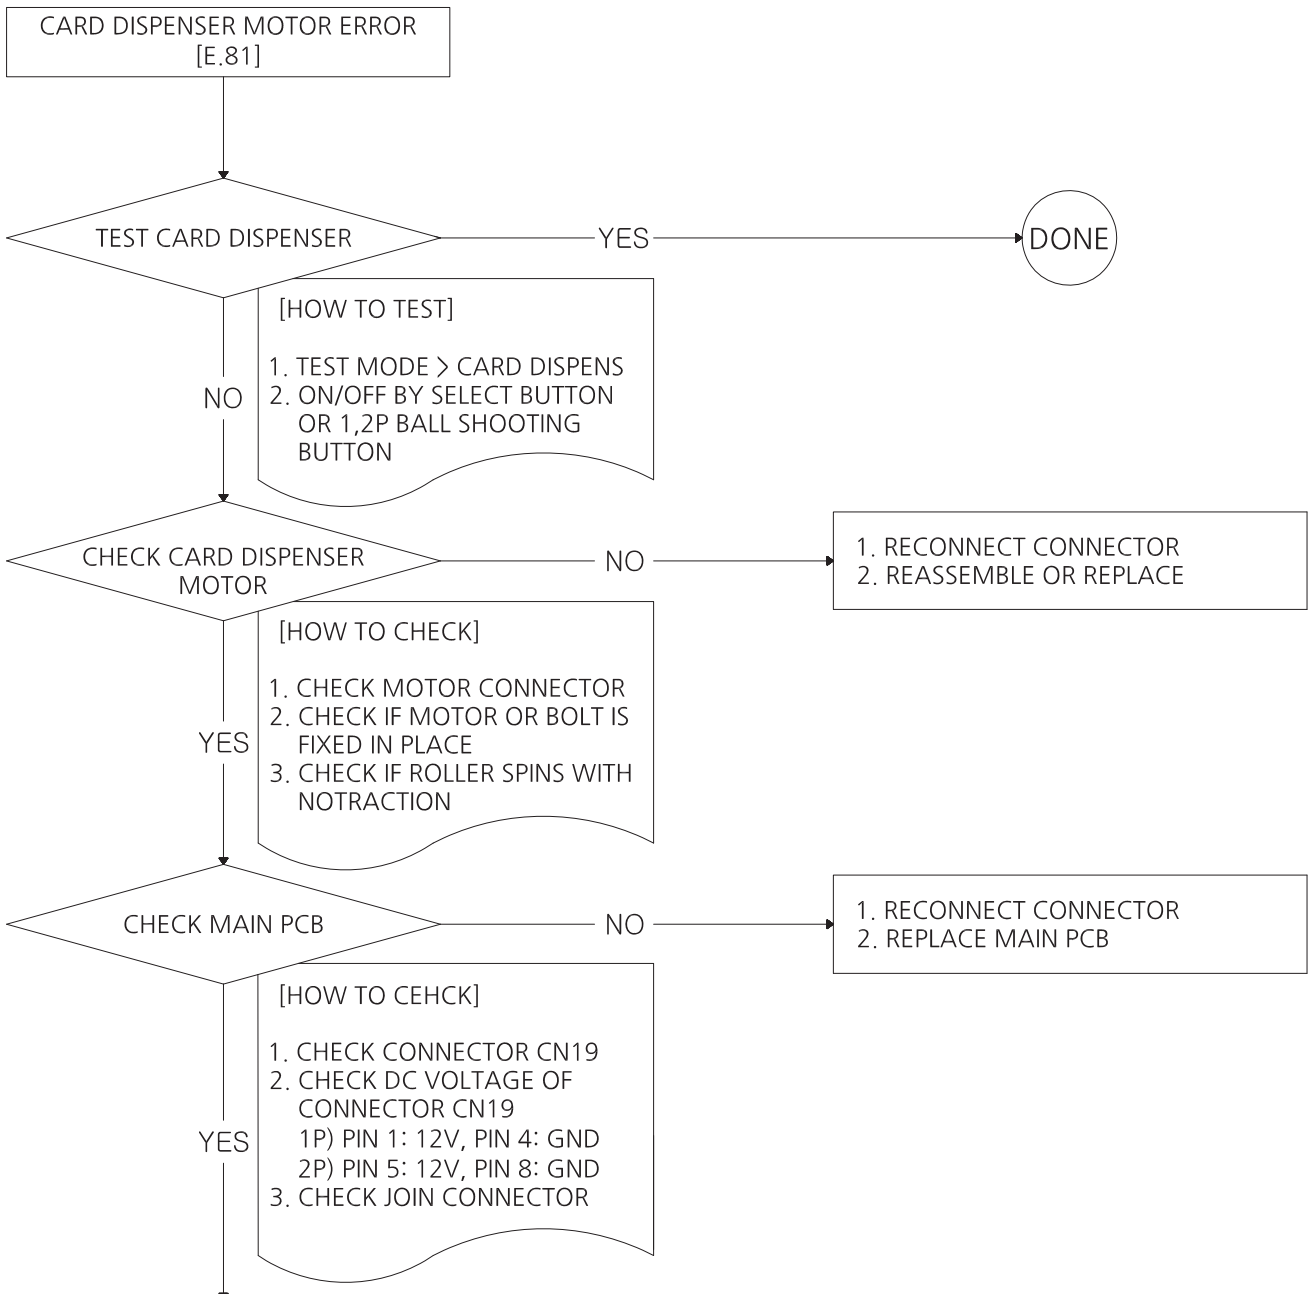 CARD DISPENSER MOTOR ERROR
[E.81]
TEST CARD DISPENSER
YES
DONE
[HOW TO TEST]
1. TEST MODE > CARD DISPENS
2. ON/OFF BY SELECT BUTTON
OR 1,2P BALL SHOOTING
BUTTON
NO
CHECK CARD DISPENSER
MOTOR
NO
1. RECONNECT CONNECTOR
2. REASSEMBLE OR REPLACE
[HOW TO CHECK]
1. CHECK MOTOR CONNECTOR
2. CHECK IF MOTOR OR BOLT IS
FIXED IN PLACE
3. CHECK IF ROLLER SPINS WITH
NOTRACTION
YES
CHECK MAIN PCB
NO
1. RECONNECT CONNECTOR
2. REPLACE MAIN PCB
[HOW TO CEHCK]
1. CHECK CONNECTOR CN19
2. CHECK DC VOLTAGE OF
CONNECTOR CN19
1P) PIN 1: 12V, PIN 4: GND
2P) PIN 5: 12V, PIN 8: GND
3. CHECK JOIN CONNECTOR
YES